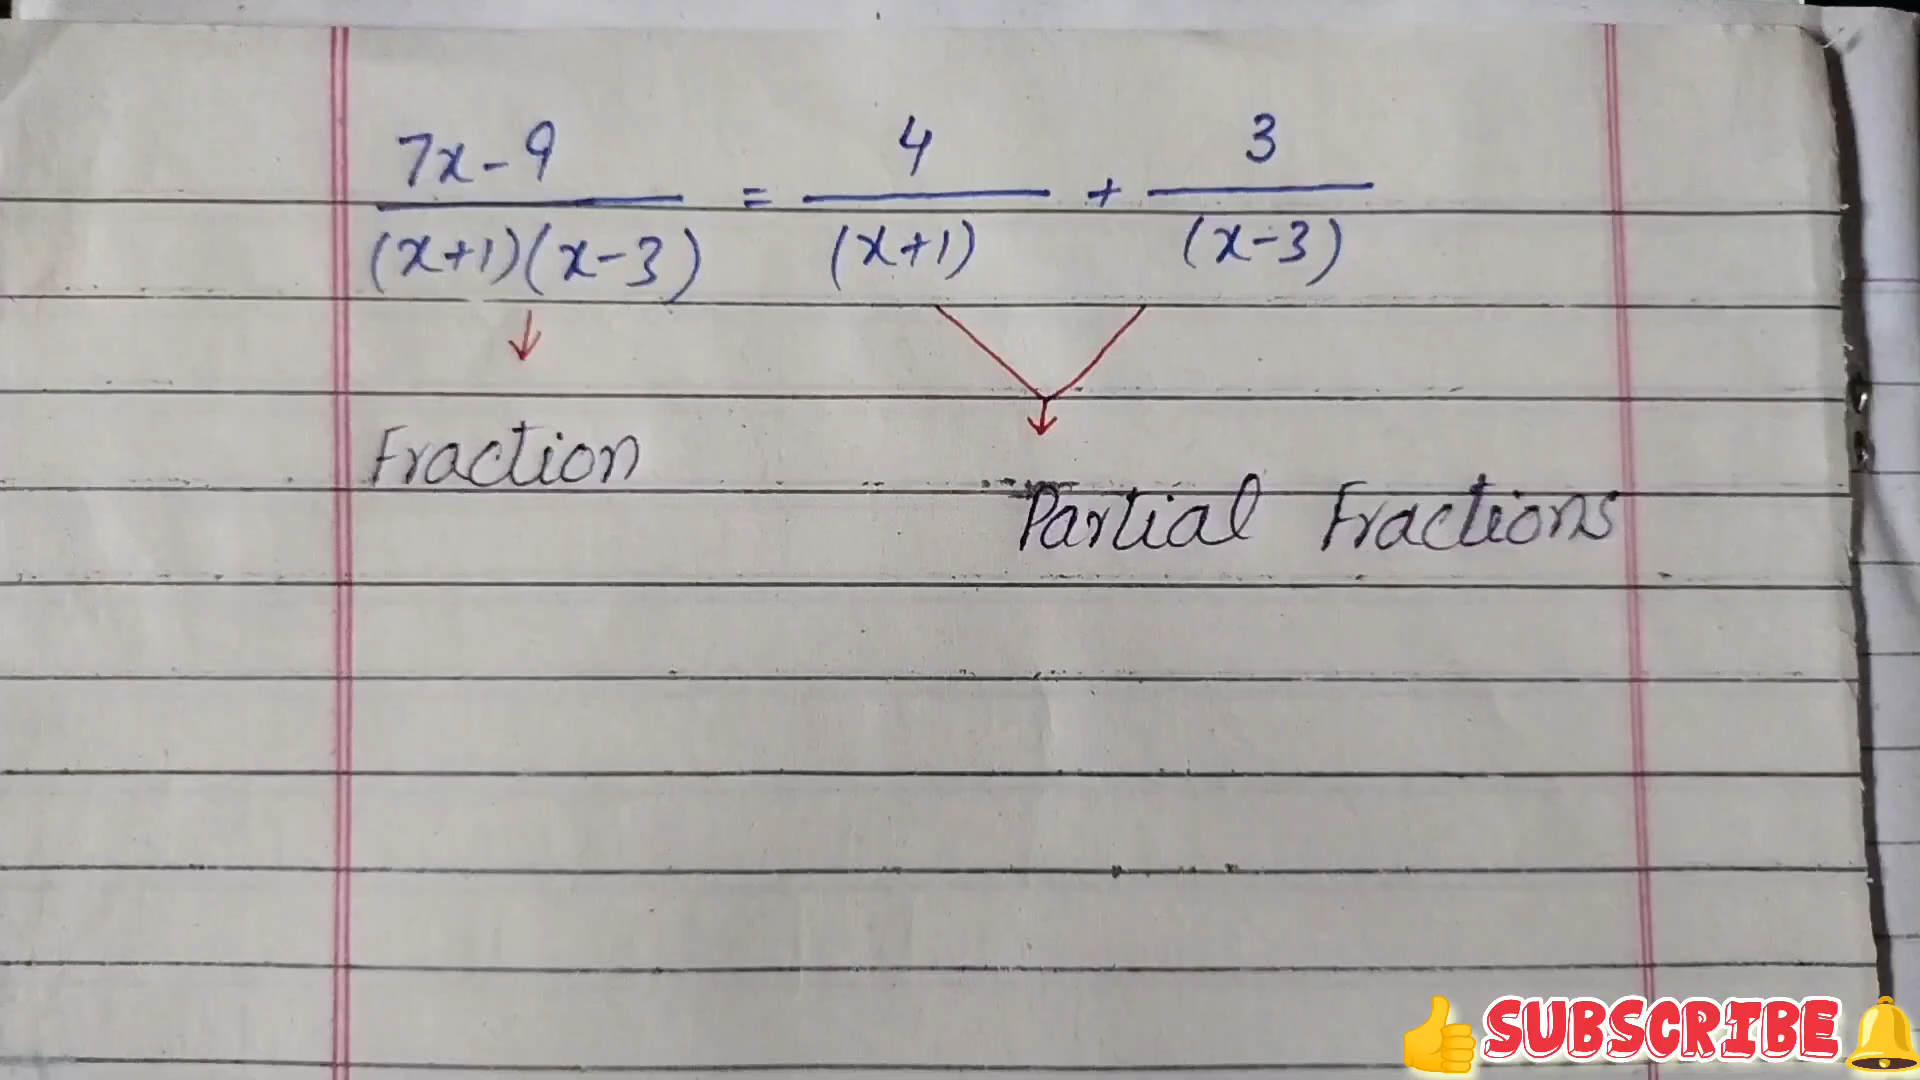 7x-9 / (x+1)(x-3) = 4 / (x+1) + 3 / (x-3)
Fraction
Partial Fractions
SUBSCRIBE